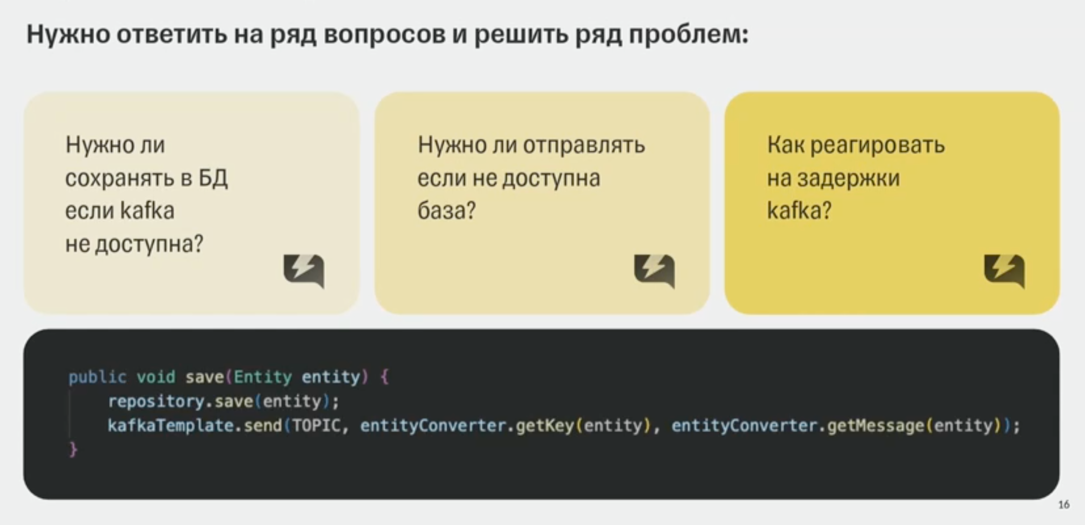 Нужно ответить на ряд вопросов и решить ряд проблем:
Нужно ли
сохранять в БД
если kafka
не доступна?
Нужно ли отправлять
если не доступна
база?
Как реагировать
на задержки
kafka?
public void save(Entity entity) {
    repository.save(entity);
    kafkaTemplate.send(TOPIC, entityConverter.getKey(entity), entityConverter.getMessage(entity));
}
16